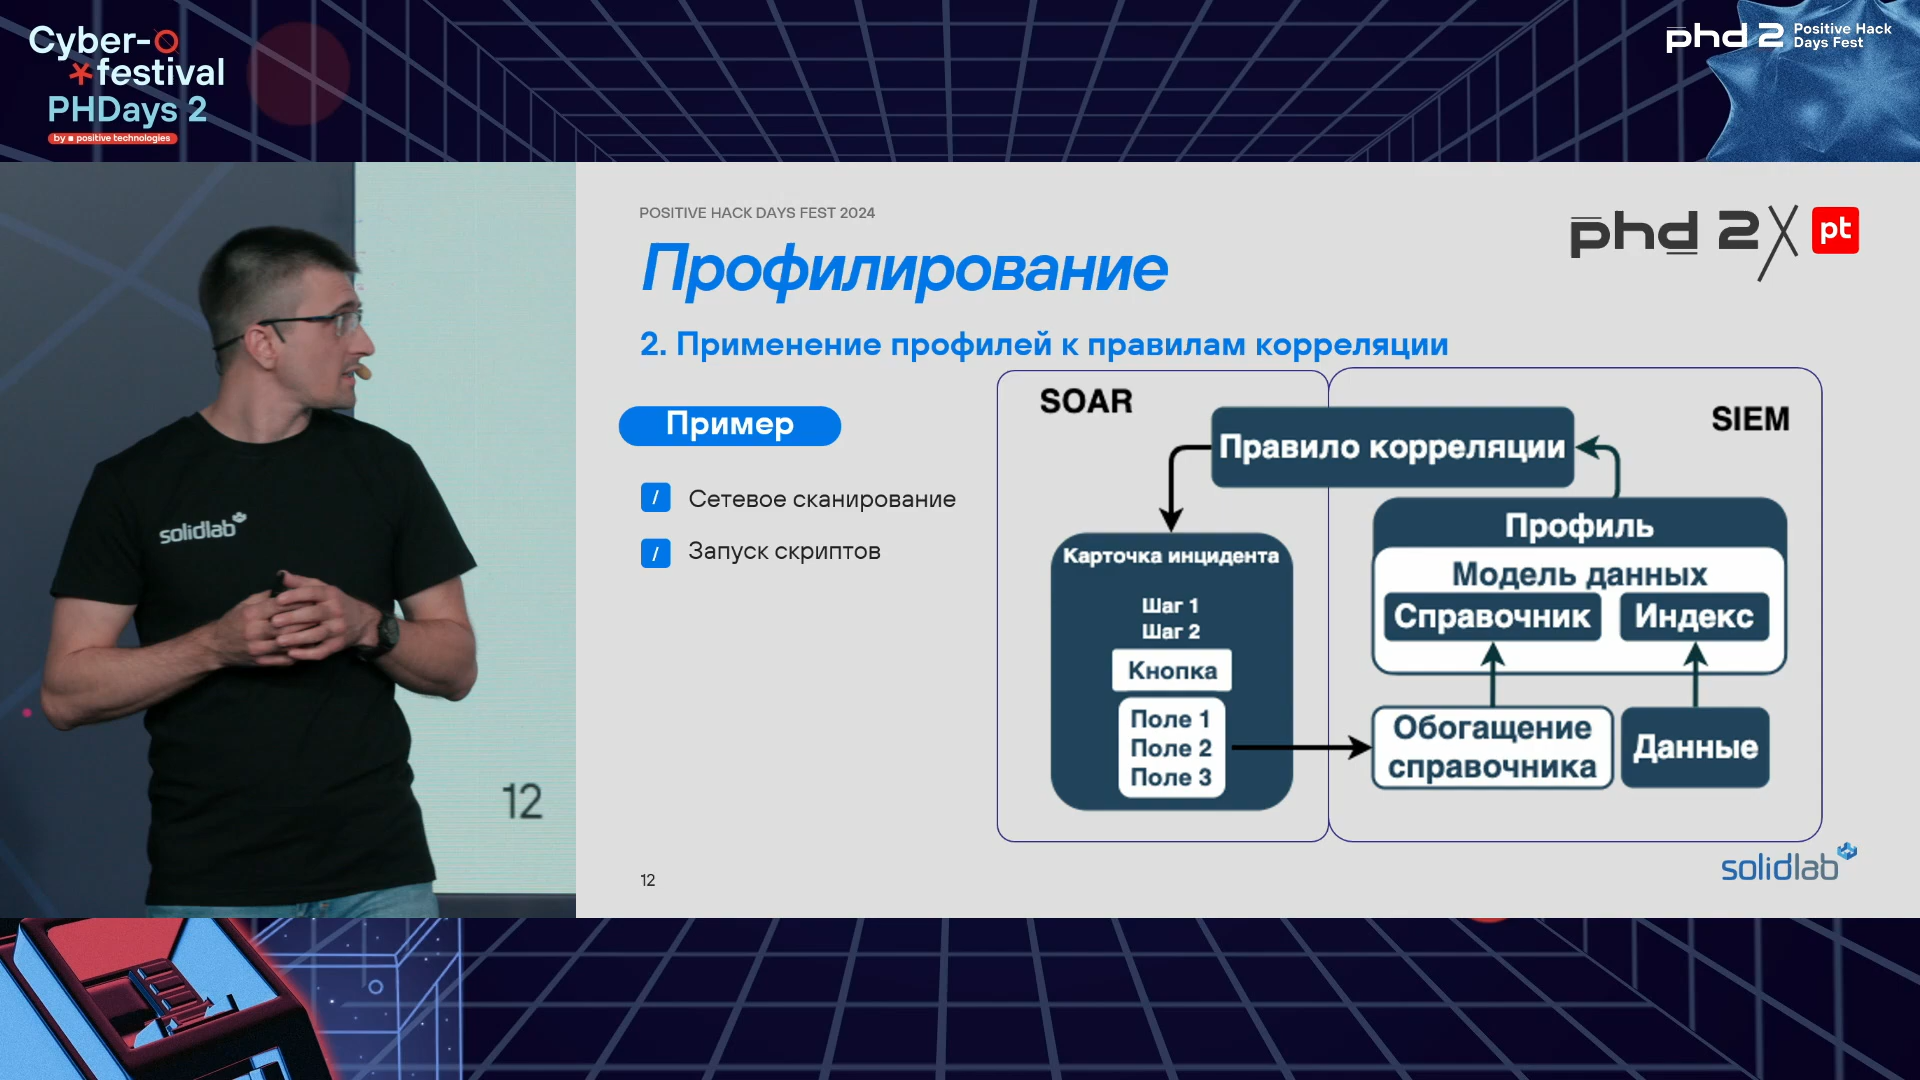 Cyber-
festival
PHDays 2
by positive technologies
phd 2 Positive Hack
Days Fest
solidlab
12
POSITIVE HACK DAYS FEST 2024
phd 2 pt
Профилирование
2. Применение профилей к правилам корреляции
Пример
/ Сетевое сканирование
/ Запуск скриптов
SOAR
SIEM
Правило корреляции
Карточка инцидента
Шаг 1
Шаг 2
Кнопка
Поле 1
Поле 2
Поле 3
Профиль
Модель данных
Справочник
Индекс
Обогащение
справочника
Данные
12
solidlab